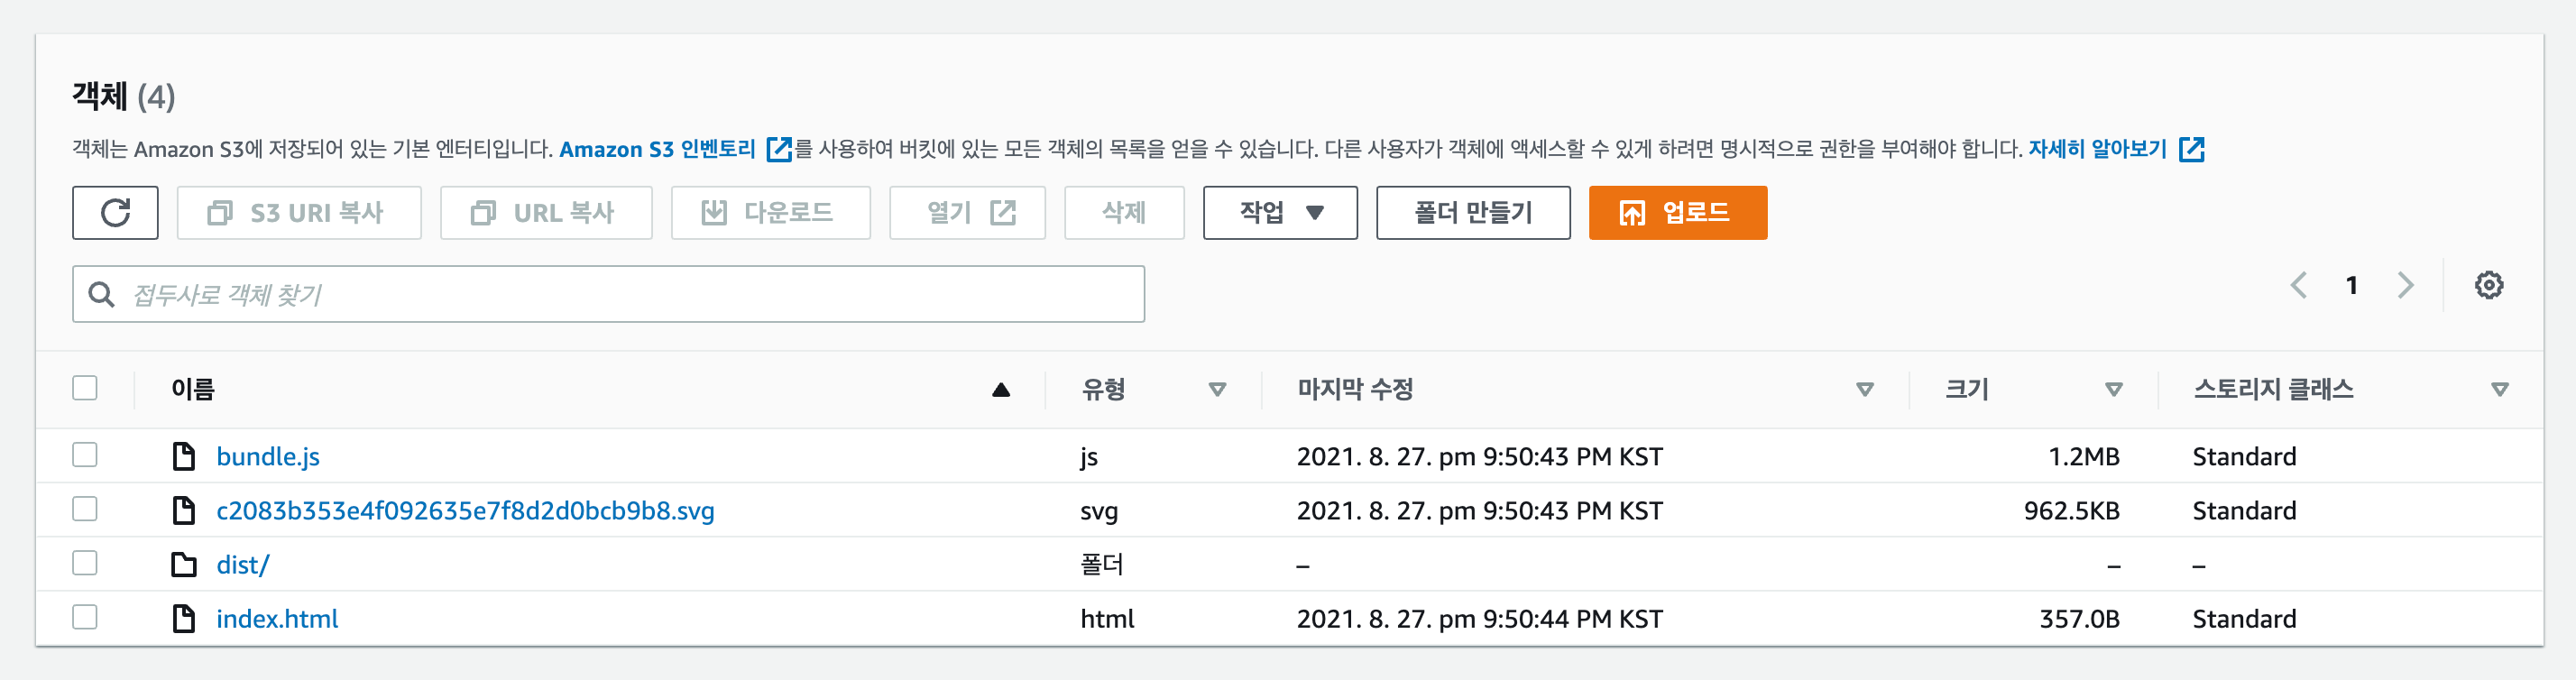 객체 (4)
객체는 Amazon S3에 저장되어 있는 기본 엔터티입니다. Amazon S3 인벤토리 를 사용하여 버킷에 있는 모든 객체의 목록을 얻을 수 있습니다. 다른 사용자가 객체에 액세스할 수 있게 하려면 명시적으로 권한을 부여해야 합니다. 자세히 알아보기
S3 URI 복사 URL 복사 다운로드 열기 삭제 작업 폴더 만들기 업로드
접두사로 객체 찾기 1
이름 유형 마지막 수정 크기 스토리지 클래스
bundle.js js 2021. 8. 27. pm 9:50:43 PM KST 1.2MB Standard
c2083b353e4f092635e7f8d2d0bcb9b8.svg svg 2021. 8. 27. pm 9:50:43 PM KST 962.5KB Standard
dist/ 폴더 – – –
index.html html 2021. 8. 27. pm 9:50:44 PM KST 357.0B Standard